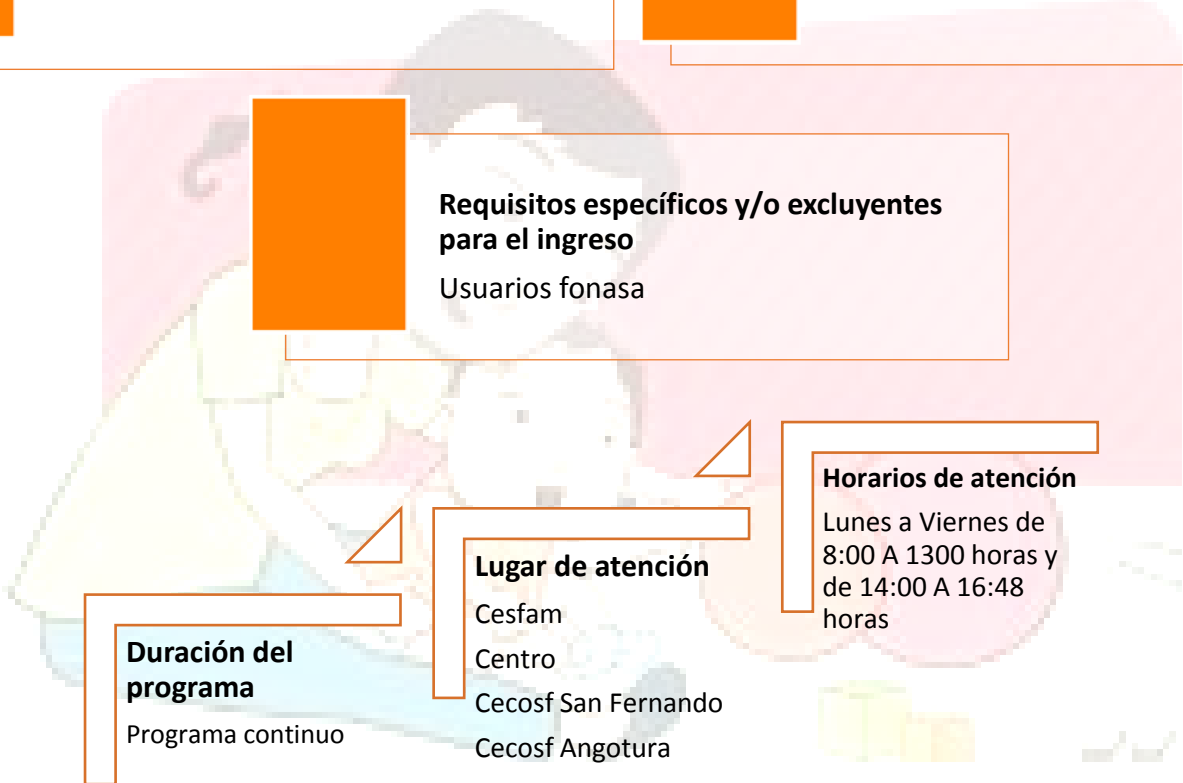 Requisitos específicos y/o excluyentes
para el ingreso
Usuarios fonasa
Duración del
programa
Programa continuo
Lugar de atención
Cesfam
Centro
Cecosf San Fernando
Cecosf Angotura
Horarios de atención
Lunes a Viernes de
8:00 A 1300 horas y
de 14:00 A 16:48
horas